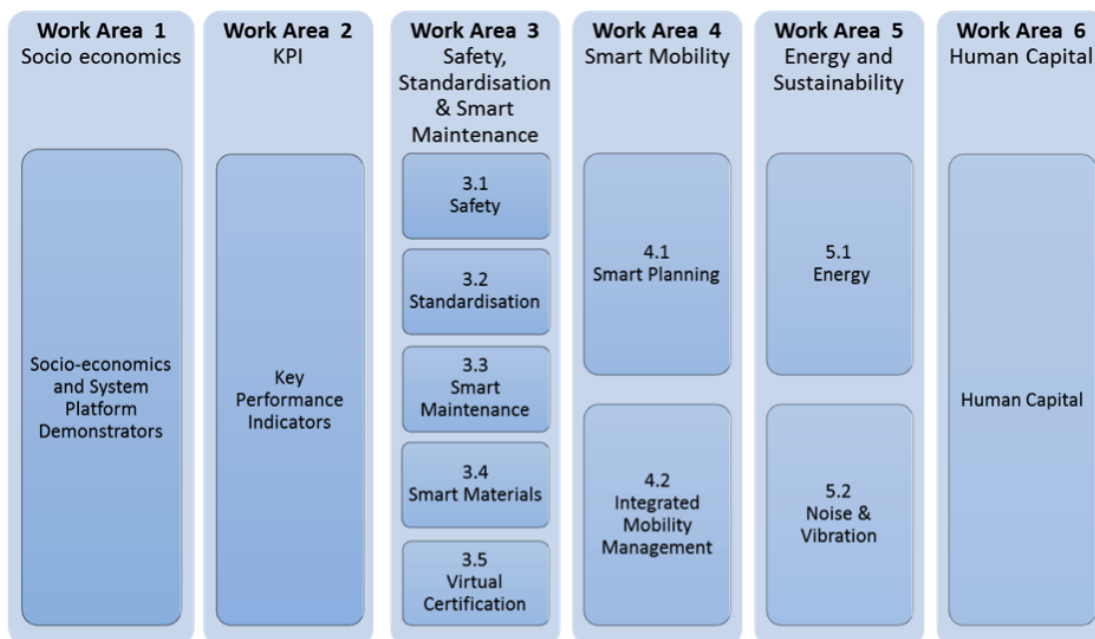 Work Area 1
Socio economics
Socio-economics
and System
Platform
Demonstrators
Work Area 2
KPI
Key
Performance
Indicators
Work Area 3
Safety,
Standardisation
& Smart
Maintenance
3.1
Safety
3.2
Standardisation
3.3
Smart
Maintenance
3.4
Smart Materials
3.5
Virtual
Certification
Work Area 4
Smart Mobility
4.1
Smart Planning
4.2
Integrated
Mobility
Management
Work Area 5
Energy and
Sustainability
5.1
Energy
5.2
Noise &
Vibration
Work Area 6
Human Capital
Human Capital